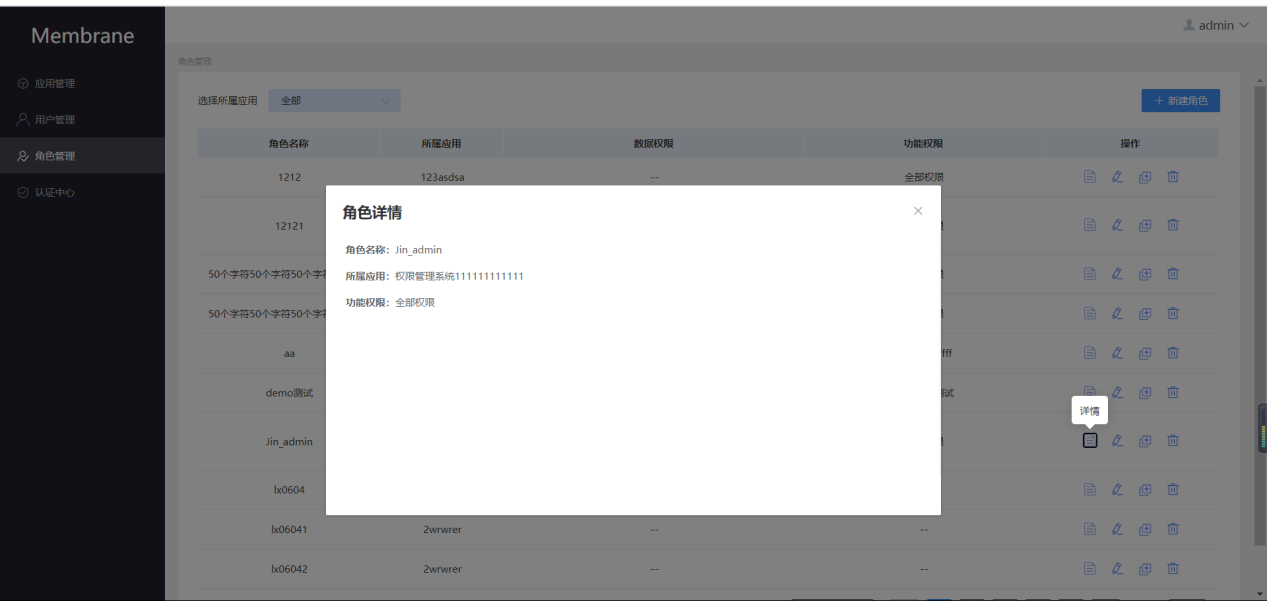 Membrane
admin
应用管理
用户管理
角色管理
认证中心
角色管理
选择所属应用 全部
+ 新建角色
角色名称 所属应用 数据权限 功能权限 操作
1212 123asdsa -- 全部权限
12121
50个字符50个字符50个字符
50个字符50个字符50个字符
aa fff
demo测试 测试
Jin_admin
lx0604
lx06041 2wrwrer -- --
lx06042 2wrwrer -- --
角色详情
角色名称：Jin_admin
所属应用：权限管理系统111111111111
功能权限：全部权限
详情